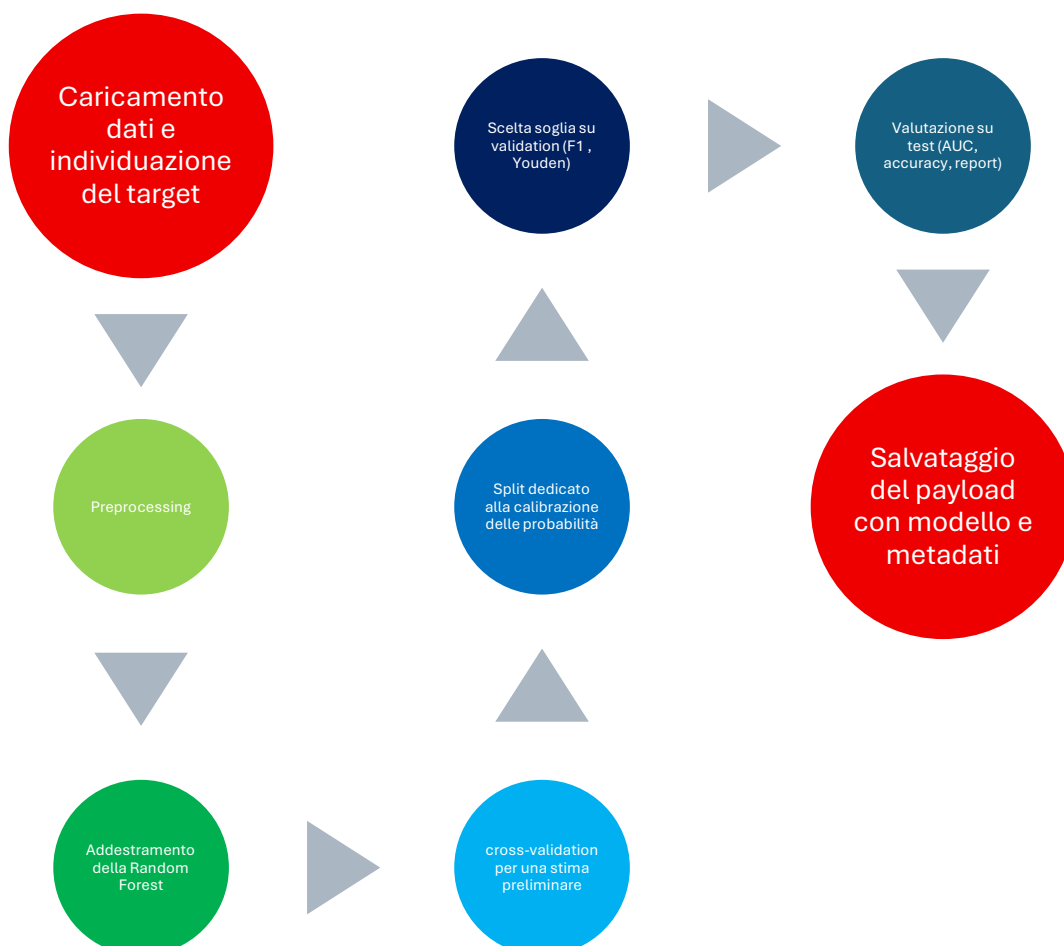 Caricamento
dati e
individuazione
del target
Preprocessing
Addestramento
della Random
Forest
cross-validation
per una stima
preliminare
Split dedicato
alla calibrazione
delle probabilità
Scelta soglia su
validation (F1 ,
Youden)
Valutazione su
test (AUC,
accuracy, report)
Salvataggio
del payload
con modello e
metadati